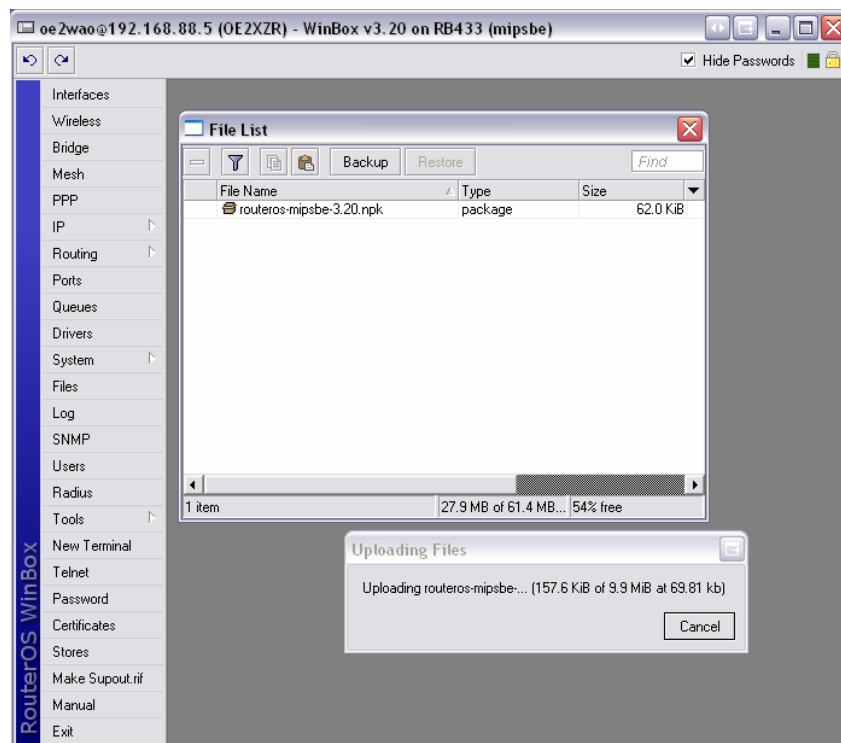 oe2wao@192.168.88.5 (OE2XZR) - WinBox v3.20 on RB433 (mipsbe)
Hide Passwords
Interfaces
Wireless
Bridge
Mesh
PPP
IP
Routing
Ports
Queues
Drivers
System
Files
Log
SNMP
Users
Radius
Tools
New Terminal
Telnet
Password
Certificates
Stores
Make Supout.rif
Manual
Exit
RouterOS WinBox
File List
Backup Restore Find
File Name Type Size
routeros-mipsbe-3.20.npk package 62.0 KiB
1 item 27.9 MB of 61.4 MB... 54% free
Uploading Files
Uploading routeros-mipsbe-... (157.6 KiB of 9.9 MiB at 69.81 kb)
Cancel